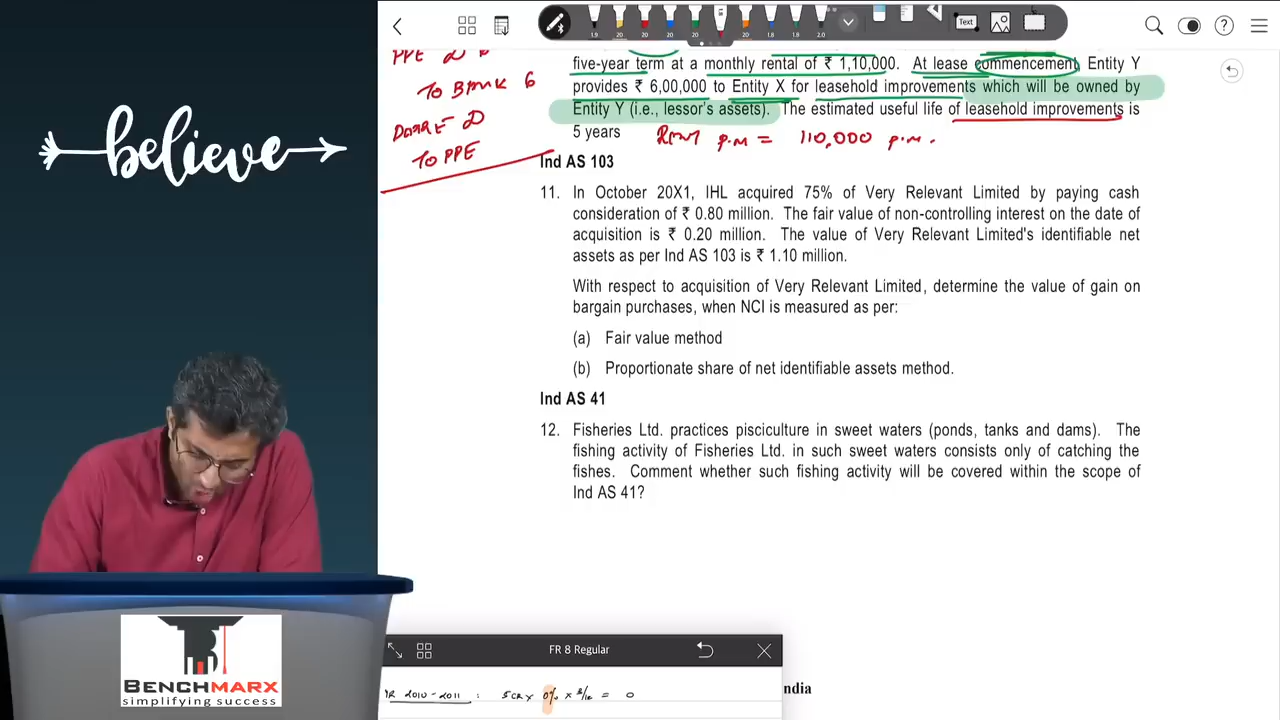 believe
PPE D
TO BANK 6
D
TO PPE
Text
five-year term at a monthly rental of ₹ 1,10,000. At lease commencement, Entity Y
provides ₹ 6,00,000 to Entity X for leasehold improvements which will be owned by
Entity Y (i.e., lessor's assets). The estimated useful life of leasehold improvements is
5 years
Rent p.m = 110,000 p.m.
Ind AS 103
11. In October 20X1, IHL acquired 75% of Very Relevant Limited by paying cash
consideration of ₹ 0.80 million. The fair value of non-controlling interest on the date of
acquisition is ₹ 0.20 million. The value of Very Relevant Limited's identifiable net
assets as per Ind AS 103 is ₹ 1.10 million.
With respect to acquisition of Very Relevant Limited, determine the value of gain on
bargain purchases, when NCI is measured as per:
(a) Fair value method
(b) Proportionate share of net identifiable assets method.
Ind AS 41
12. Fisheries Ltd. practices pisciculture in sweet waters (ponds, tanks and dams). The
fishing activity of Fisheries Ltd. in such sweet waters consists only of catching the
fishes. Comment whether such fishing activity will be covered within the scope of
Ind AS 41?
FR 8 Regular
2010-2011 : 5CR x 0% x 3/12 = 0
ndia
BENCHMARX
simplifying success